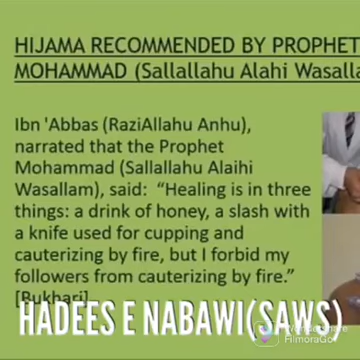 HIJAMA RECOMMENDED BY PROPHET
MOHAMMAD (Sallallahu Alahi Wasalla
Ibn 'Abbas (RaziAllahu Anhu),
narrated that the Prophet
Mohammad (Sallallahu Alaihi
Wasallam), said:  “Healing is in three
things: a drink of honey, a slash with
a knife used for cupping and
cauterizing by fire, but I forbid my
followers from cauterizing by fire.”
[Bukhari]
HADEES E NABAWI(SAWS)
FilmoraGo